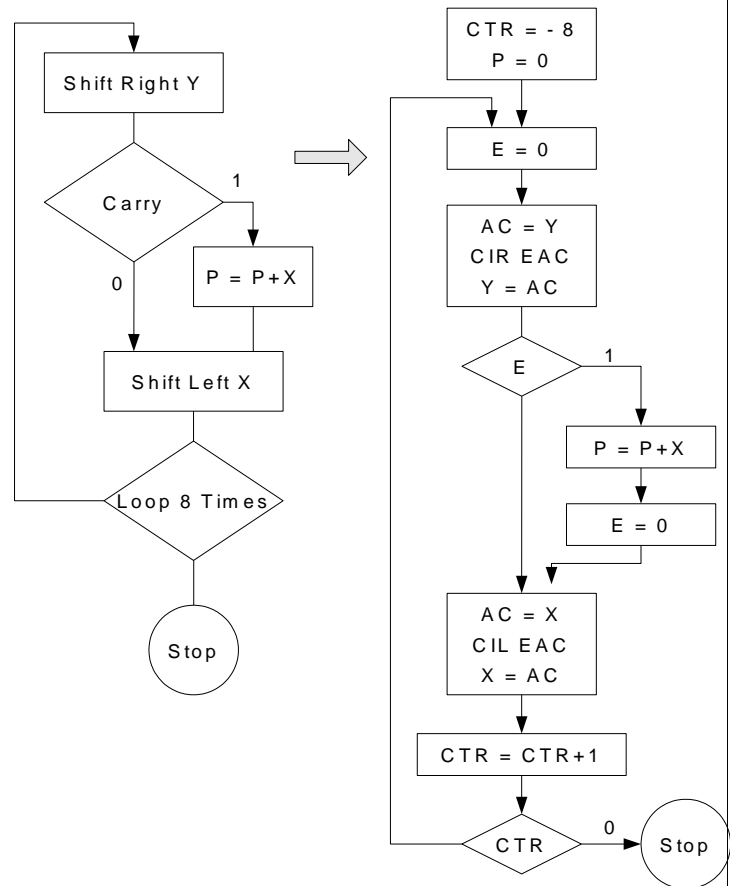 Shift Right Y
Carry
1
0
P = P+X
Shift Left X
Loop 8 Times
Stop
CTR = - 8
P = 0
E = 0
AC = Y
CIR EAC
Y = AC
E
1
P = P+X
E = 0
AC = X
CIL EAC
X = AC
CTR = CTR+1
CTR
0
Stop